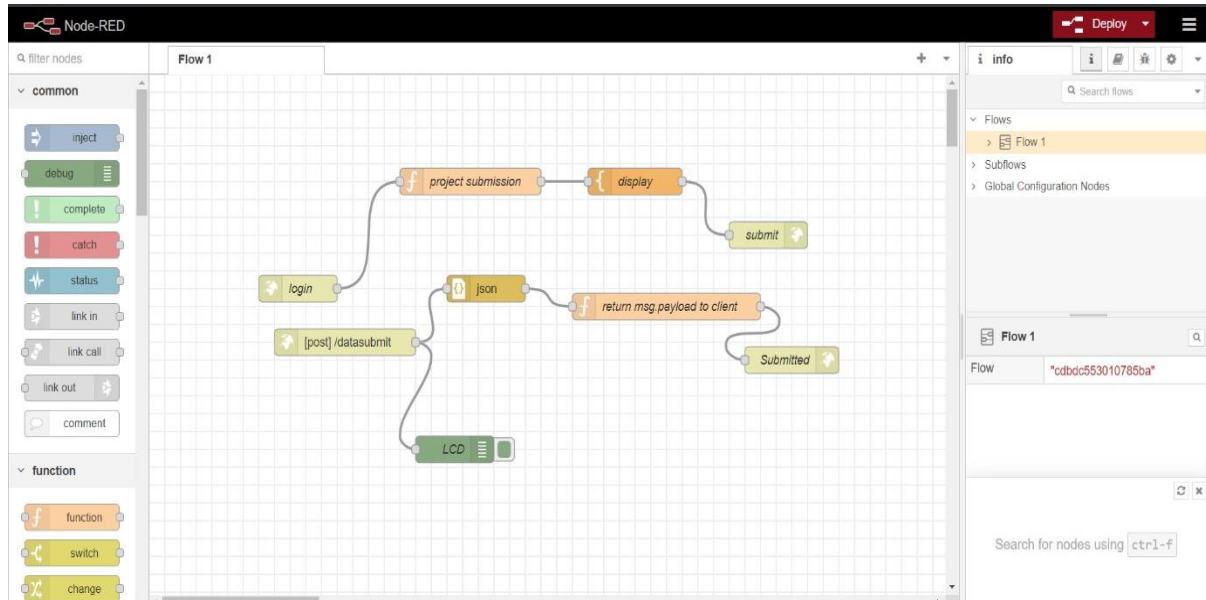 Node-RED
Deploy
filter nodes
Flow 1
info
i
Search flows
common
Flows
Flow 1
Subflows
Global Configuration Nodes
inject
debug
complete
catch
status
link in
link call
link out
comment
function
function
switch
change
project submission
display
submit
login
json
return msg.payload to client
[post] /datasubmit
Submitted
LCD
Flow 1
Flow
"cdbdc553010785ba"
Search for nodes using ctrl-f